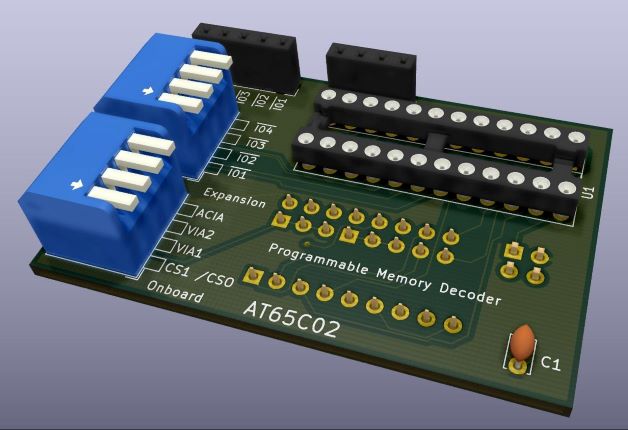 IO3
IO2
IO1
IO4
IO3
IO2
IO1
U1
Expansion
ACIA
VIA2
VIA1
CS1 /CSO
Onboard
Programmable Memory Decoder
AT65C02
C1